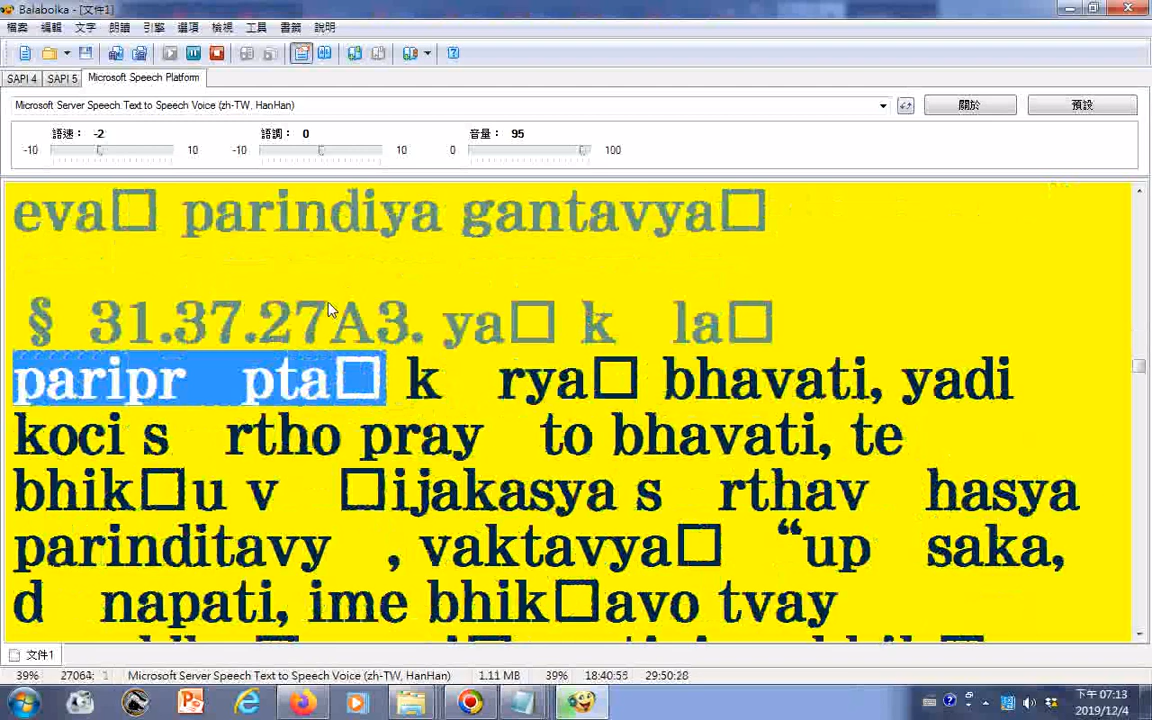 Balabolka - [文件1]
檔案 編輯 文字 朗讀 引擎 選項 檢視 工具 書籤 說明
SAPI 4 SAPI 5 Microsoft Speech Platform
Microsoft Server Speech Text to Speech Voice (zh-TW, HanHan) 關於 預設
語速： -2 語調： 0 音量： 95
-10 10 -10 10 0 100
eva□ parindiya gantavya□
§ 31.37.27A3. ya□ k la□
paripr pta□ k rya□ bhavati, yadi
koci s rtho pray to bhavati, te
bhik□u v □ijakasya s rthav hasya
parinditavy , vaktavya□ “up saka,
d napati, ime bhik□avo tvay
文件1
39% 27064: 1 Microsoft Server Speech Text to Speech Voice (zh-TW, HanHan) 1.11 MB 39% 18:40:58 29:50:28
下午 07:13
2019/12/4